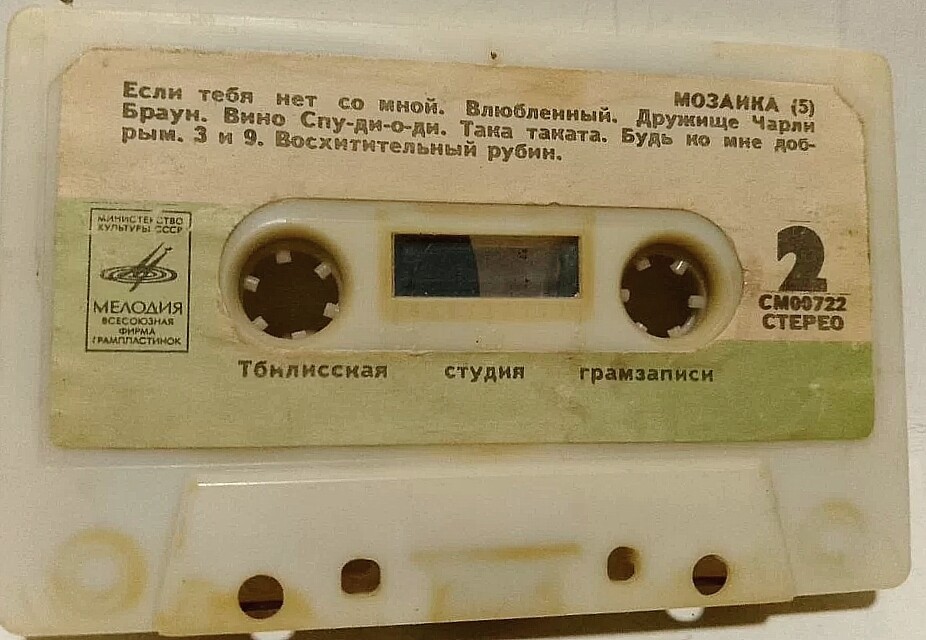 МОЗАИКА (5)
Если тебя нет со мной. Влюбленный. Дружище Чарли
Браун. Вино Спу-ди-о-ди. Така таката. Будь ко мне доб-
рым. 3 и 9. Восхитительный рубин.
МИНИСТЕРСТВО
КУЛЬТУРЫ СССР
МЕЛОДИЯ
ВСЕСОЮЗНАЯ
ФИРМА
ГРАМПЛАСТИНОК
2
СМ00722
СТЕРЕО
Тбилисская студия грамзаписи